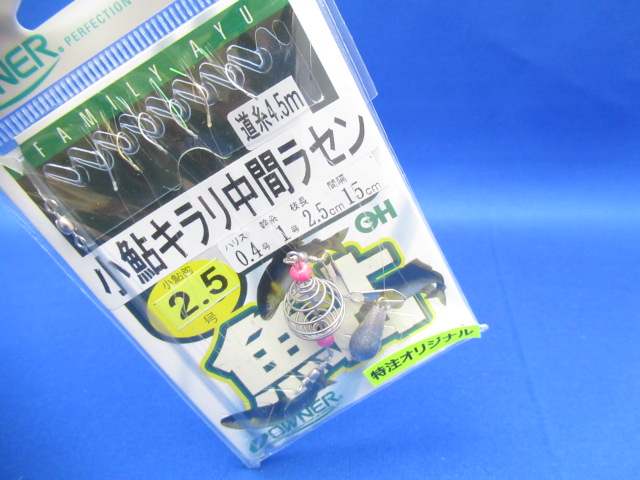 OWNER
PERFECTION
FAMILY AYU
道糸4.5m
小鮎キラリ中間ラセン
ハリス 幹糸 枝長 間隔
0.4号 1号 2.5cm 15cm
小鮎鈎
2.5
号
OH
特注オリジナル
OWNER